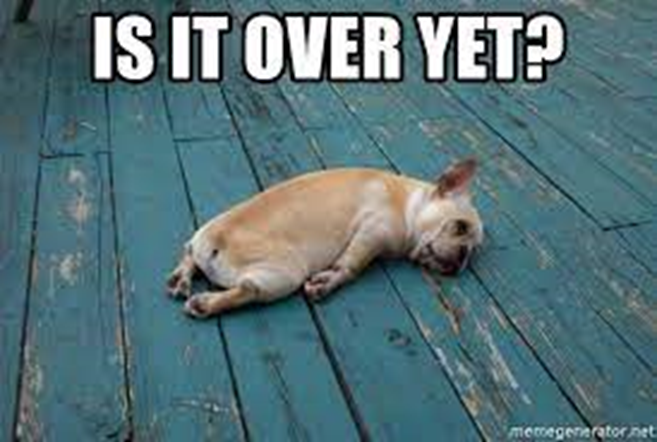 IS IT OVER YET?
memegenerator.net